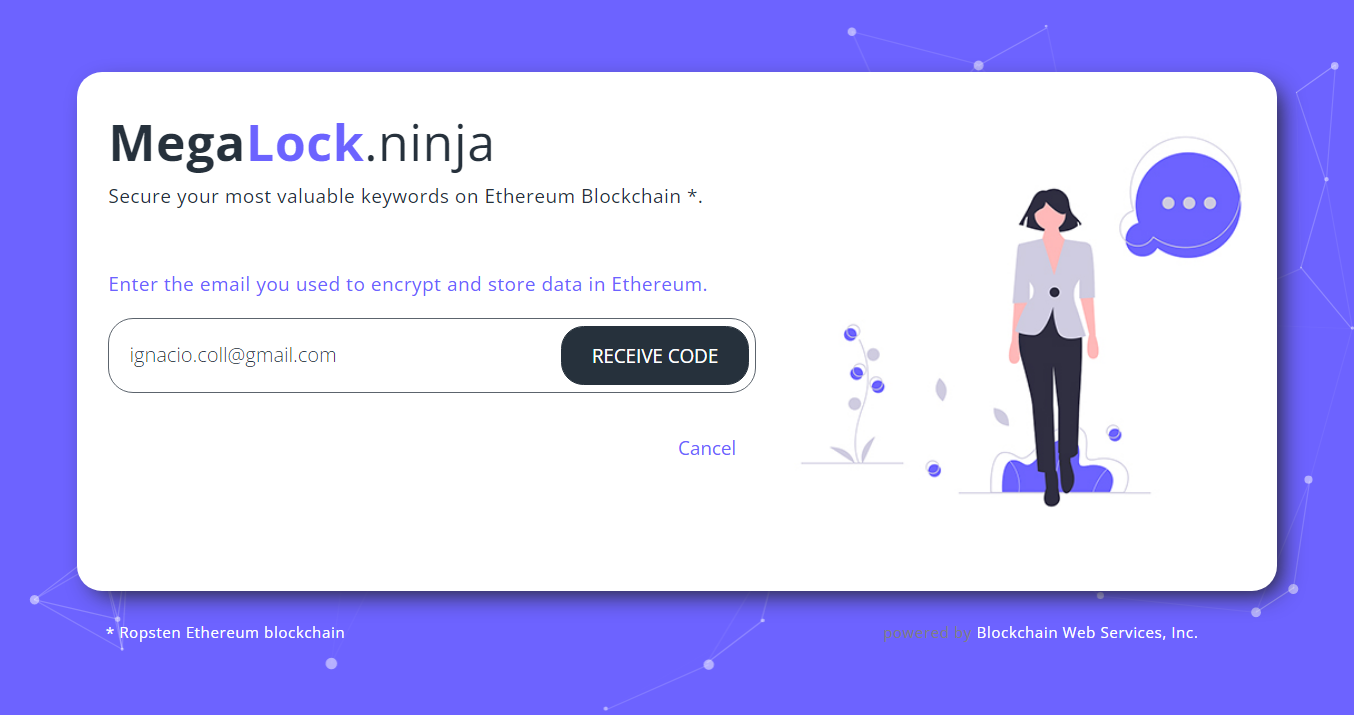 MegaLock.ninja
Secure your most valuable keywords on Ethereum Blockchain *.
Enter the email you used to encrypt and store data in Ethereum.
ignacio.coll@gmail.com
RECEIVE CODE
Cancel
* Ropsten Ethereum blockchain
powered by Blockchain Web Services, Inc.